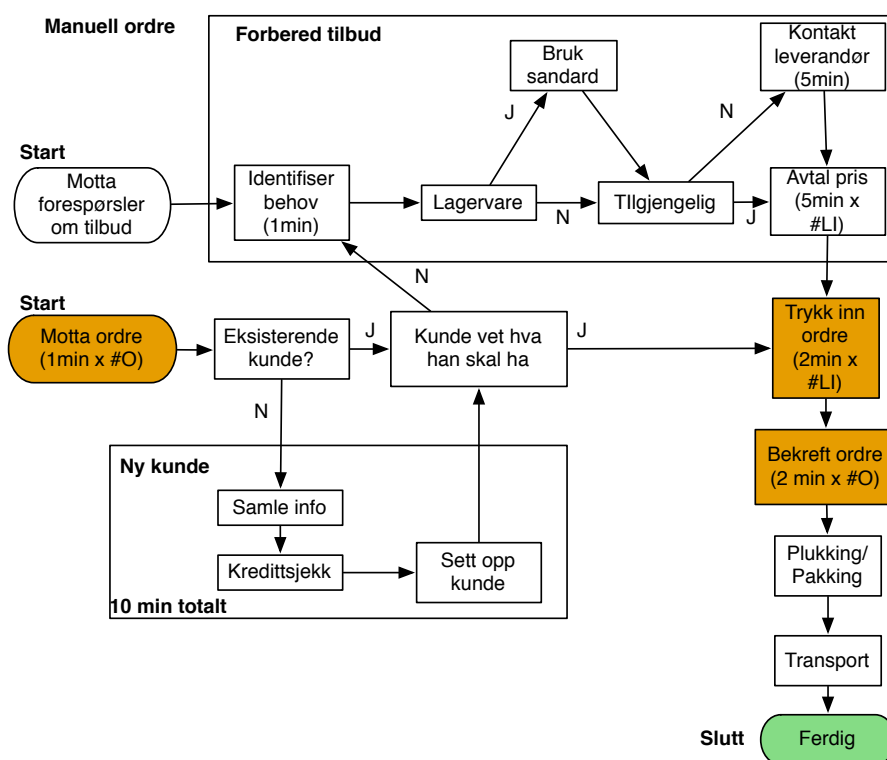 Manuell ordre
Forbered tilbud
Bruk
sandard
Kontakt
leverandør
(5min)
J
N
Start
Motta
forespørsler
om tilbud
Identifiser
behov
(1min)
Lagervare
N
TIlgjengelig
J
Avtal pris
(5min x
#LI)
N
Start
Motta ordre
(1min x #O)
Eksisterende
kunde?
J
Kunde vet hva
han skal ha
J
Trykk inn
ordre
(2min x
#LI)
N
Bekreft ordre
(2 min x #O)
Ny kunde
Samle info
Kredittsjekk
Sett opp
kunde
10 min totalt
Plukking/
Pakking
Transport
Slutt
Ferdig